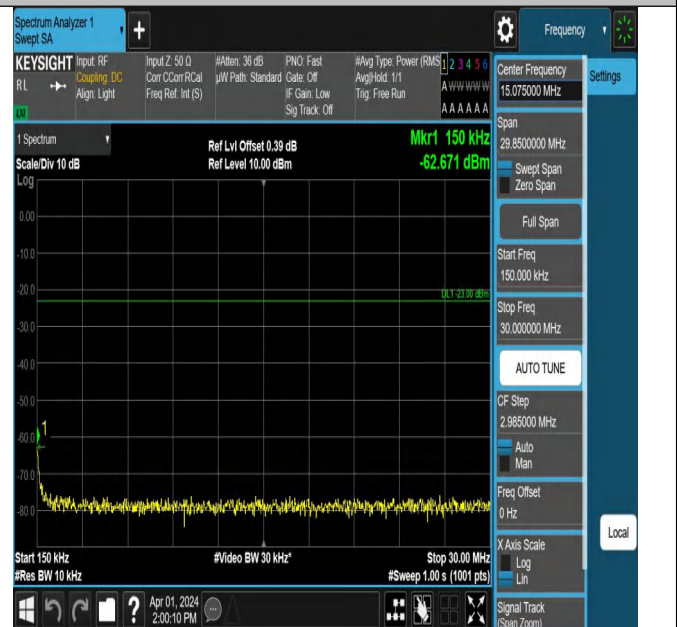 Spectrum Analyzer 1
Swept SA
+
Frequency
KEYSIGHT
RL
LXI
Input: RF
Coupling: DC
Align: Light
Input Z: 50 Ω
Corr CCorr RCal
Freq Ref: Int (S)
#Atten: 36 dB
µW Path: Standard
PNO: Fast
Gate: Off
IF Gain: Low
Sig Track: Off
#Avg Type: Power (RMS
Avg|Hold: 1/1
Trig: Free Run
1 2 3 4 5 6
A W W W W W
A A A A A A
1 Spectrum
Scale/Div 10 dB
Log
Ref Lvl Offset 0.39 dB
Ref Level 10.00 dBm
Mkr1 150 kHz
-62.671 dBm
0.00
-10.0
-20.0
DL1 -23.00 dBm
-30.0
-40.0
-50.0
1
-60.0
-70.0
-80.0
Start 150 kHz
#Res BW 10 kHz
#Video BW 30 kHz*
Stop 30.00 MHz
#Sweep 1.00 s (1001 pts)
?
Apr 01, 2024
2:00:10 PM
Center Frequency
15.075000 MHz
Settings
Span
29.8500000 MHz
Swept Span
Zero Span
Full Span
Start Freq
150.000 kHz
Stop Freq
30.000000 MHz
AUTO TUNE
CF Step
2.985000 MHz
Auto
Man
Freq Offset
0 Hz
X Axis Scale
Log
Lin
Local
Signal Track
(Span Zoom)